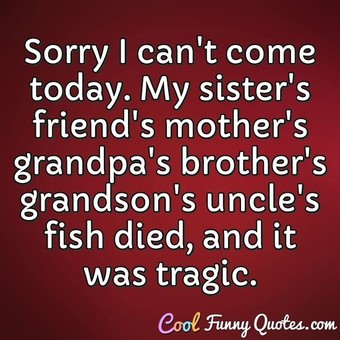 Sorry I can't come
today. My sister's
friend's mother's
grandpa's brother's
grandson's uncle's
fish died, and it
was tragic.
Cool Funny Quotes.com